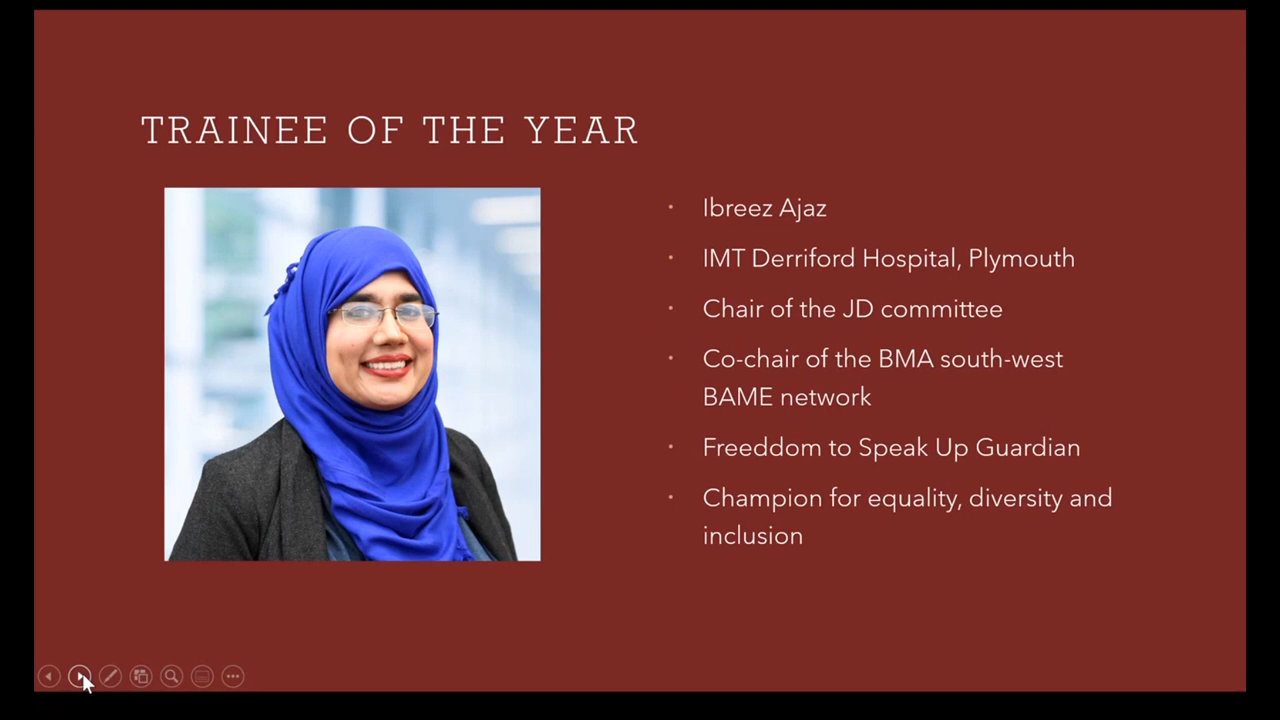 TRAINEE OF THE YEAR
Ibreez Ajaz
IMT Derriford Hospital, Plymouth
Chair of the JD committee
Co-chair of the BMA south-west
BAME network
Freeddom to Speak Up Guardian
Champion for equality, diversity and
inclusion